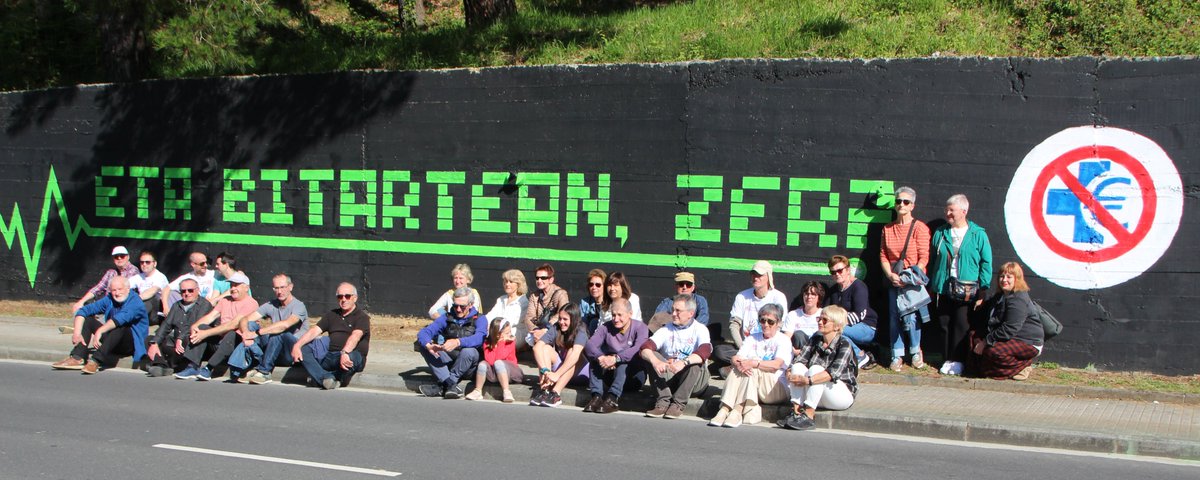 ETA BITARTEAN, ZER?
€